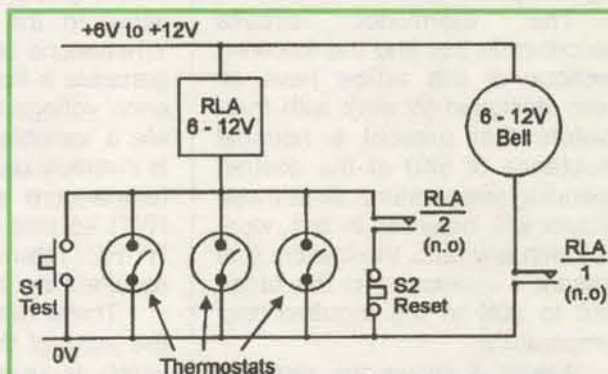 +6V to +12V
RLA
6 - 12V
6 - 12V
Bell
RLA
2
(n.o)
RLA
1
(n.o)
S1
Test
S2
Reset
0V
Thermostats